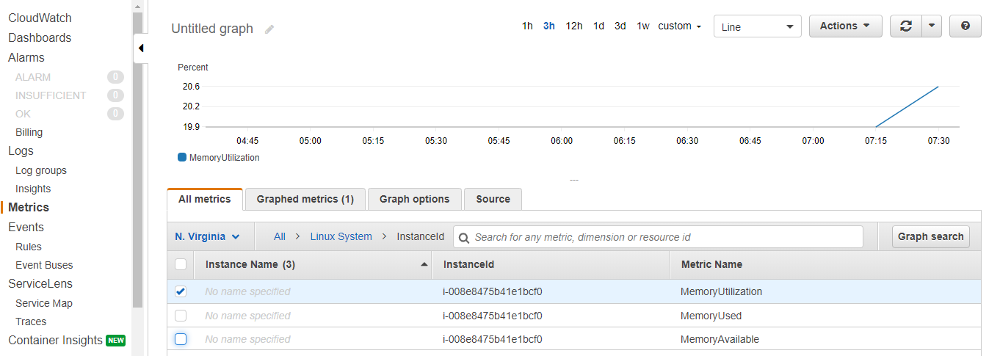 CloudWatch
Dashboards
Alarms
ALARM 0
INSUFFICIENT 0
OK 0
Billing
Logs
Log groups
Insights
Metrics
Events
Rules
Event Buses
ServiceLens
Service Map
Traces
Container Insights NEW
Untitled graph
1h 3h 12h 1d 3d 1w custom
Line
Actions
?
Percent
20.6
20.2
19.9
04:45 05:00 05:15 05:30 05:45 06:00 06:15 06:30 06:45 07:00 07:15 07:30
MemoryUtilization
All metrics Graphed metrics (1) Graph options Source
N. Virginia All > Linux System > InstanceId Search for any metric, dimension or resource id Graph search
Instance Name (3) InstanceId Metric Name
No name specified i-008e8475b41e1bcf0 MemoryUtilization
No name specified i-008e8475b41e1bcf0 MemoryUsed
No name specified i-008e8475b41e1bcf0 MemoryAvailable